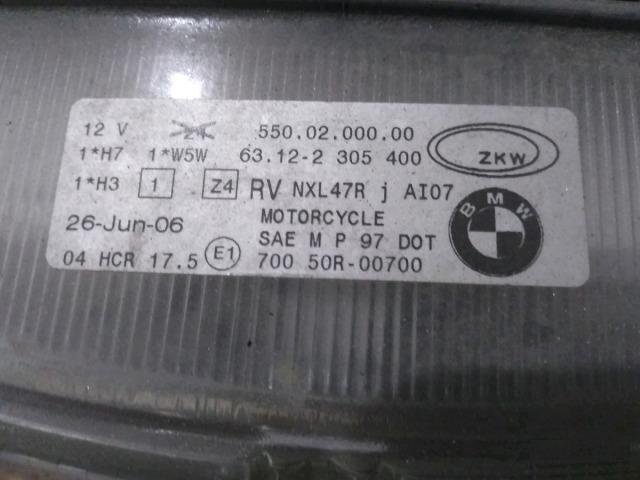 12 V 24 550.02.000.00
1*H7 1*W5W 63.12-2 305 400
ZKW
1*H3 1 Z4 RV NXL47R j AI07
26-Jun-06 MOTORCYCLE
SAE M P 97 DOT
04 HCR 17.5 E1 700 50R-00700
BMW